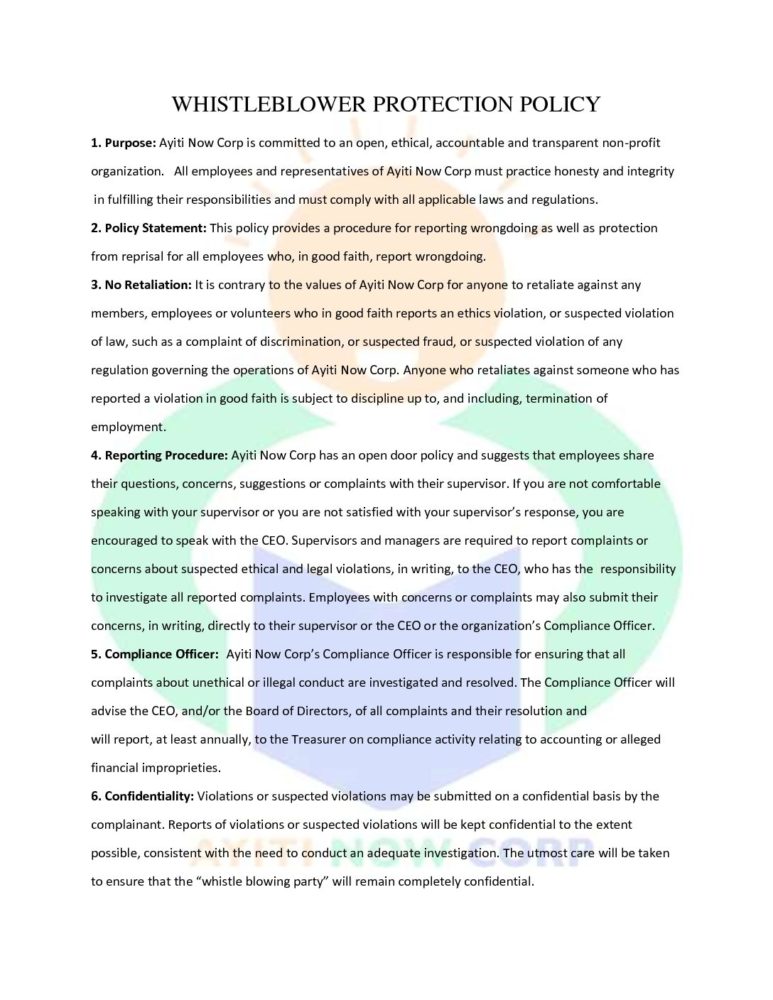 WHISTLEBLOWER PROTECTION POLICY
1. Purpose: Ayiti Now Corp is committed to an open, ethical, accountable and transparent non-profit
organization. All employees and representatives of Ayiti Now Corp must practice honesty and integrity
in fulfilling their responsibilities and must comply with all applicable laws and regulations.
2. Policy Statement: This policy provides a procedure for reporting wrongdoing as well as protection
from reprisal for all employees who, in good faith, report wrongdoing.
3. No Retaliation: It is contrary to the values of Ayiti Now Corp for anyone to retaliate against any
members, employees or volunteers who in good faith reports an ethics violation, or suspected violation
of law, such as a complaint of discrimination, or suspected fraud, or suspected violation of any
regulation governing the operations of Ayiti Now Corp. Anyone who retaliates against someone who has
reported a violation in good faith is subject to discipline up to, and including, termination of
employment.
4. Reporting Procedure: Ayiti Now Corp has an open door policy and suggests that employees share
their questions, concerns, suggestions or complaints with their supervisor. If you are not comfortable
speaking with your supervisor or you are not satisfied with your supervisor's response, you are
encouraged to speak with the CEO. Supervisors and managers are required to report complaints or
concerns about suspected ethical and legal violations, in writing, to the CEO, who has the responsibility
to investigate all reported complaints. Employees with concerns or complaints may also submit their
concerns, in writing, directly to their supervisor or the CEO or the organization's Compliance Officer.
5. Compliance Officer: Ayiti Now Corp's Compliance Officer is responsible for ensuring that all
complaints about unethical or illegal conduct are investigated and resolved. The Compliance Officer will
advise the CEO, and/or the Board of Directors, of all complaints and their resolution and
will report, at least annually, to the Treasurer on compliance activity relating to accounting or alleged
financial improprieties.
6. Confidentiality: Violations or suspected violations may be submitted on a confidential basis by the
complainant. Reports of violations or suspected violations will be kept confidential to the extent
possible, consistent with the need to conduct an adequate investigation. The utmost care will be taken
to ensure that the “whistle blowing party” will remain completely confidential.
AYITI NOW CORP